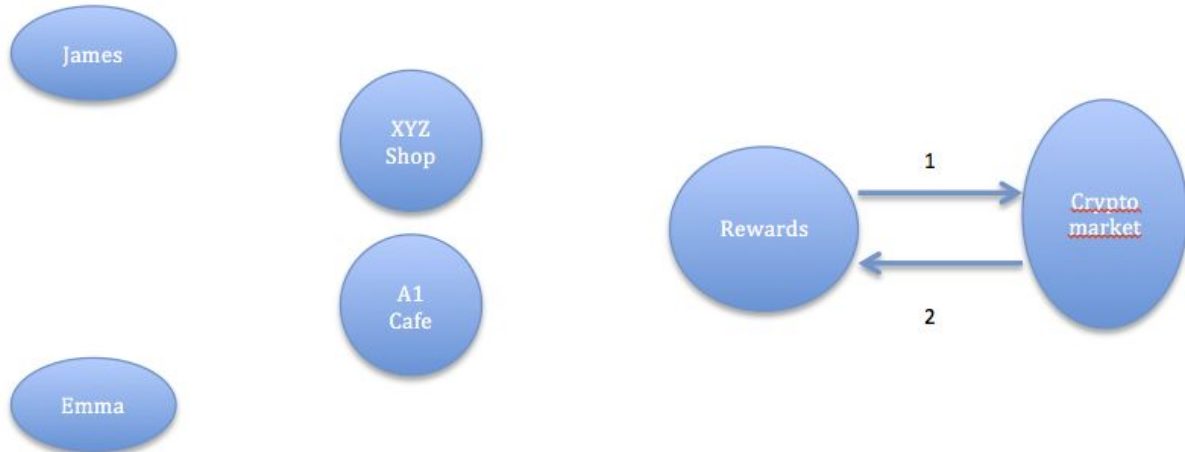 James
XYZ
Shop
1
Crypto
market
Rewards
A1
Cafe
2
Emma